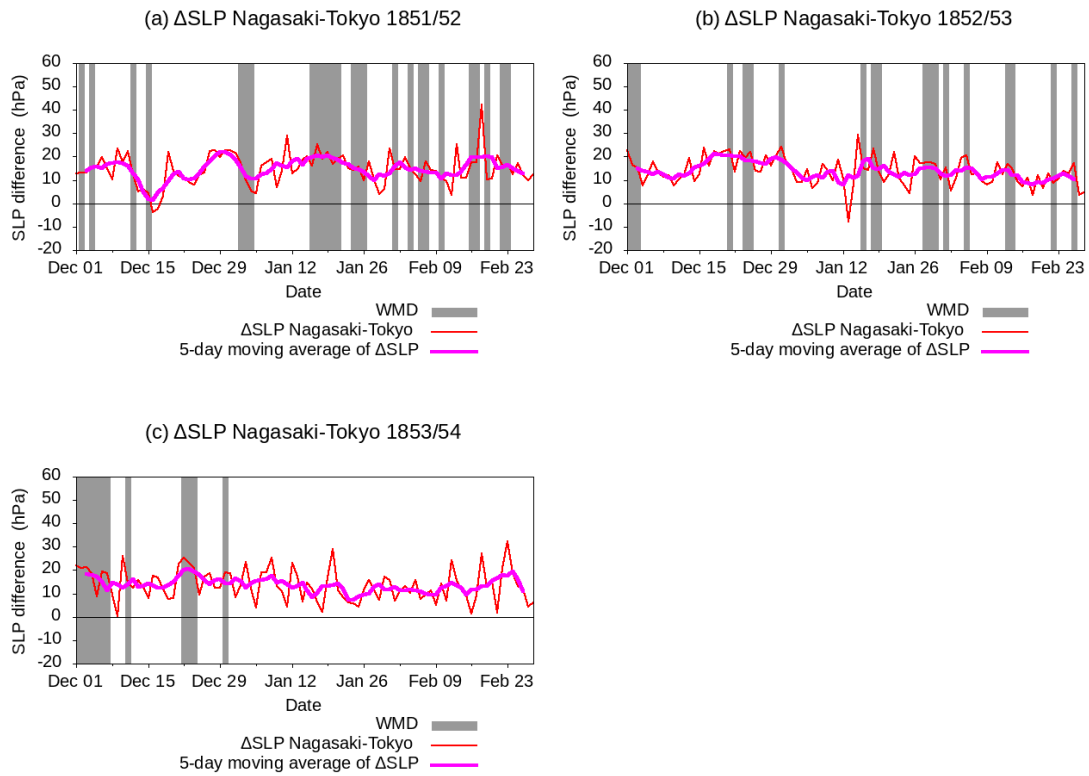 (a) ΔSLP Nagasaki-Tokyo 1851/52
SLP difference (hPa)
60
50
40
30
20
10
0
-10
-20
Dec 01 Dec 15 Dec 29 Jan 12 Jan 26 Feb 09 Feb 23
Date
WMD
ΔSLP Nagasaki-Tokyo
5-day moving average of ΔSLP
(b) ΔSLP Nagasaki-Tokyo 1852/53
SLP difference (hPa)
60
50
40
30
20
10
0
-10
-20
Dec 01 Dec 15 Dec 29 Jan 12 Jan 26 Feb 09 Feb 23
Date
WMD
ΔSLP Nagasaki-Tokyo
5-day moving average of ΔSLP
(c) ΔSLP Nagasaki-Tokyo 1853/54
SLP difference (hPa)
60
50
40
30
20
10
0
-10
-20
Dec 01 Dec 15 Dec 29 Jan 12 Jan 26 Feb 09 Feb 23
Date
WMD
ΔSLP Nagasaki-Tokyo
5-day moving average of ΔSLP